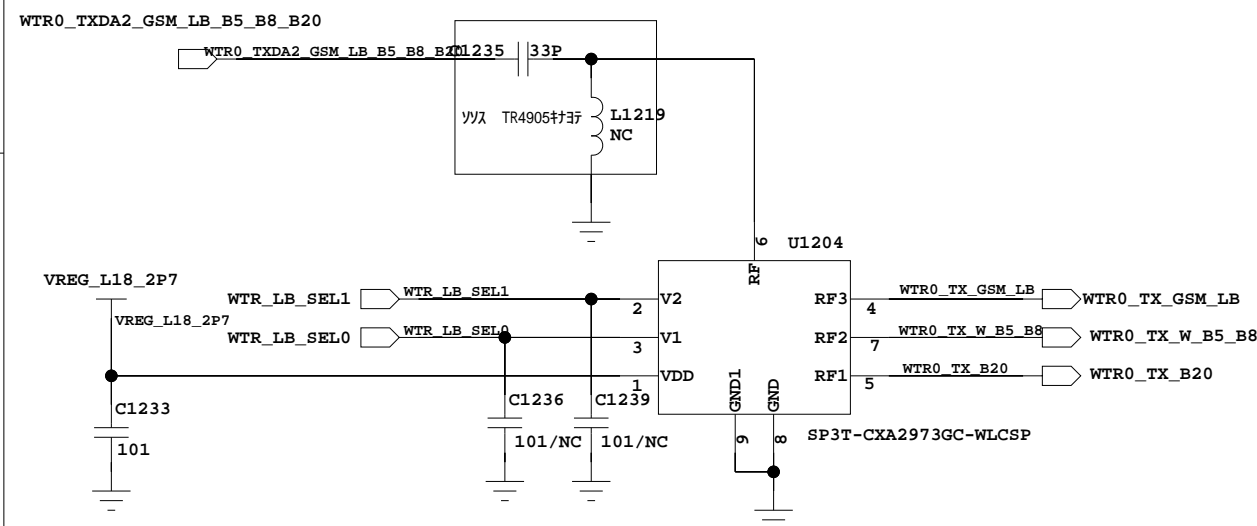 WTR0_TXDA2_GSM_LB_B5_B8_B20
WTR0_TXDA2_GSM_LB_B5_B8_B20
C1235
33P
ソソス TR4905キナヨテ
L1219
NC
6
U1204
RF
VREG_L18_2P7
VREG_L18_2P7
WTR_LB_SEL1
WTR_LB_SEL1
2
V2
RF3
4
WTR0_TX_GSM_LB
WTR0_TX_GSM_LB
WTR_LB_SEL0
WTR_LB_SEL0
3
V1
RF2
7
WTR0_TX_W_B5_B8
WTR0_TX_W_B5_B8
1
VDD
RF1
5
WTR0_TX_B20
WTR0_TX_B20
GND1
GND
C1233
101
C1236
101/NC
C1239
101/NC
9
8
SP3T-CXA2973GC-WLCSP